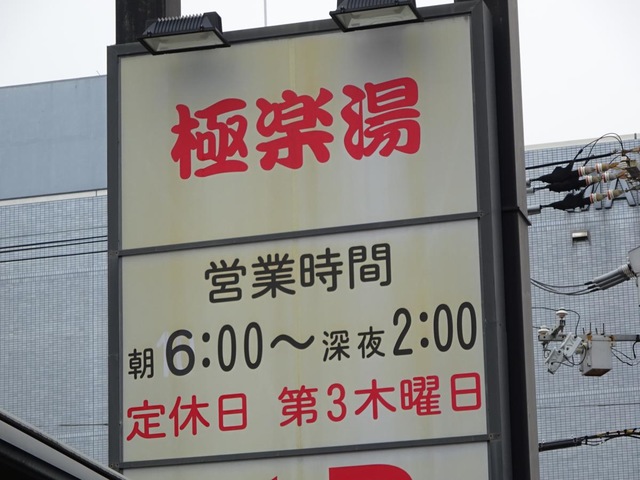 極楽湯
営業時間
朝6:00～深夜2:00
定休日 第3木曜日